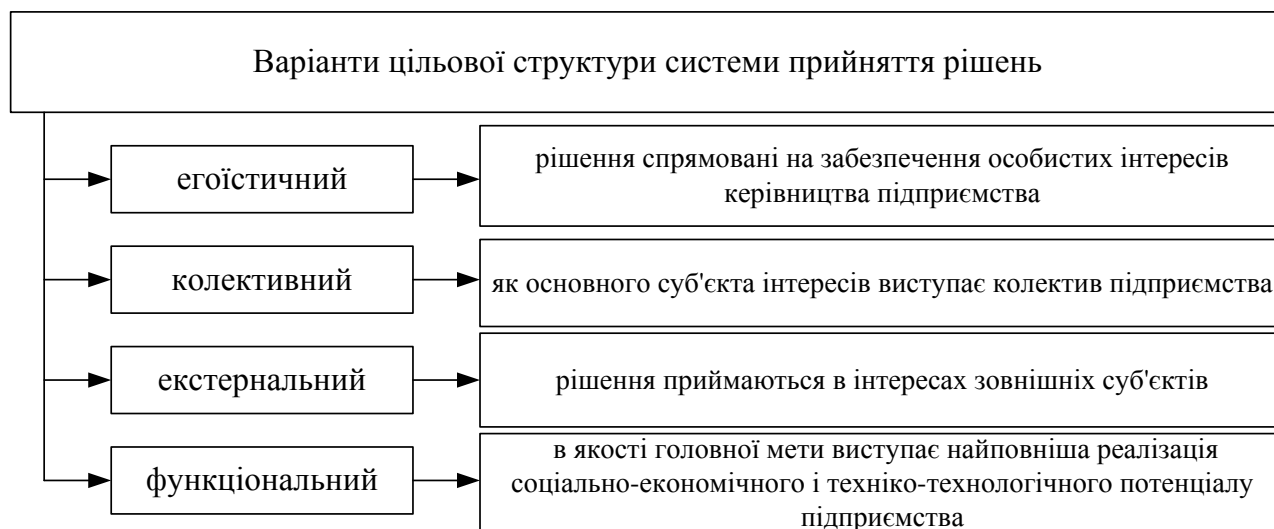 Варіанти цільової структури системи прийняття рішень
егоїстичний
рішення спрямовані на забезпечення особистих інтересів
керівництва підприємства
колективний
як основного суб'єкта інтересів виступає колектив підприємства
екстернальний
рішення приймаються в інтересах зовнішніх суб'єктів
функціональний
в якості головної мети виступає найповніша реалізація
соціально-економічного і техніко-технологічного потенціалу
підприємства